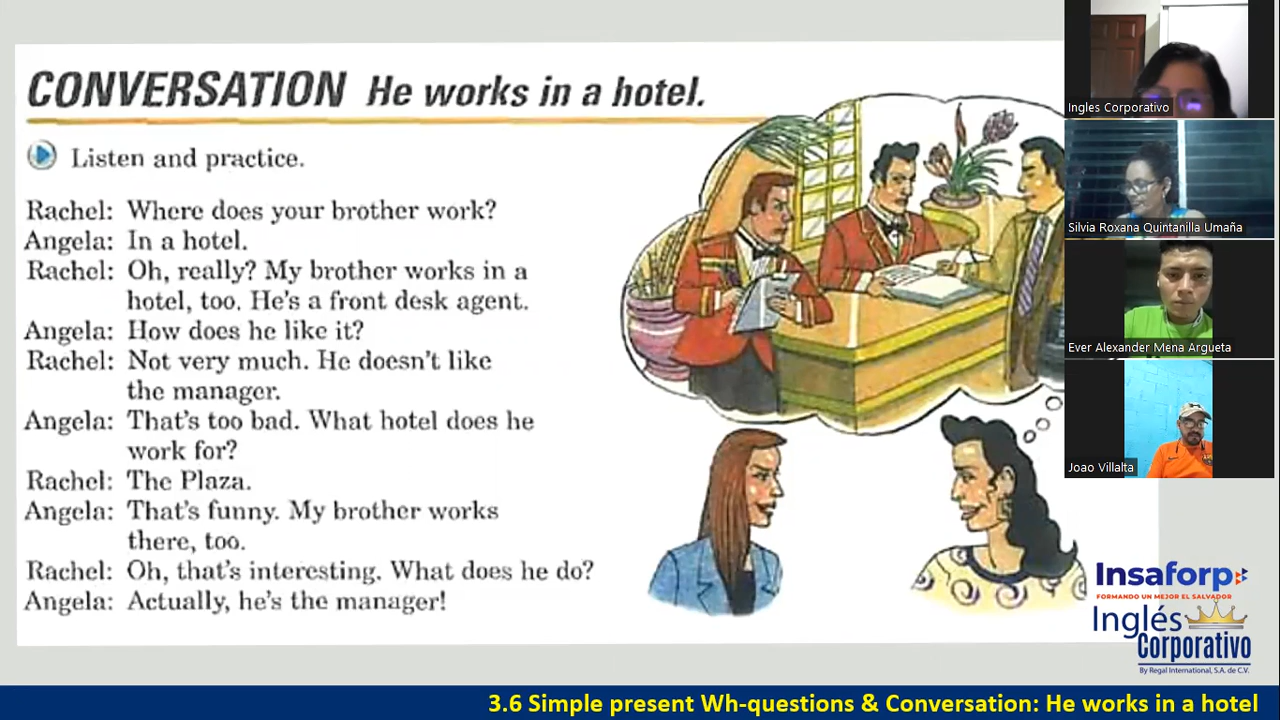 CONVERSATION He works in a hotel.
Listen and practice.
Rachel: Where does your brother work?
Angela: In a hotel.
Rachel: Oh, really? My brother works in a
hotel, too. He's a front desk agent.
Angela: How does he like it?
Rachel: Not very much. He doesn't like
the manager.
Angela: That's too bad. What hotel does he
work for?
Rachel: The Plaza.
Angela: That's funny. My brother works
there, too.
Rachel: Oh, that's interesting. What does he do?
Angela: Actually, he's the manager!
Ingles Corporativo
Silvia Roxana Quintanilla Umaña
Ever Alexander Mena Argueta
Joao Villalta
Insaforp
FORMANDO UN MEJOR EL SALVADOR
Inglés
Corporativo
By Regal International, S.A. de C.V.
3.6 Simple present Wh-questions & Conversation: He works in a hotel